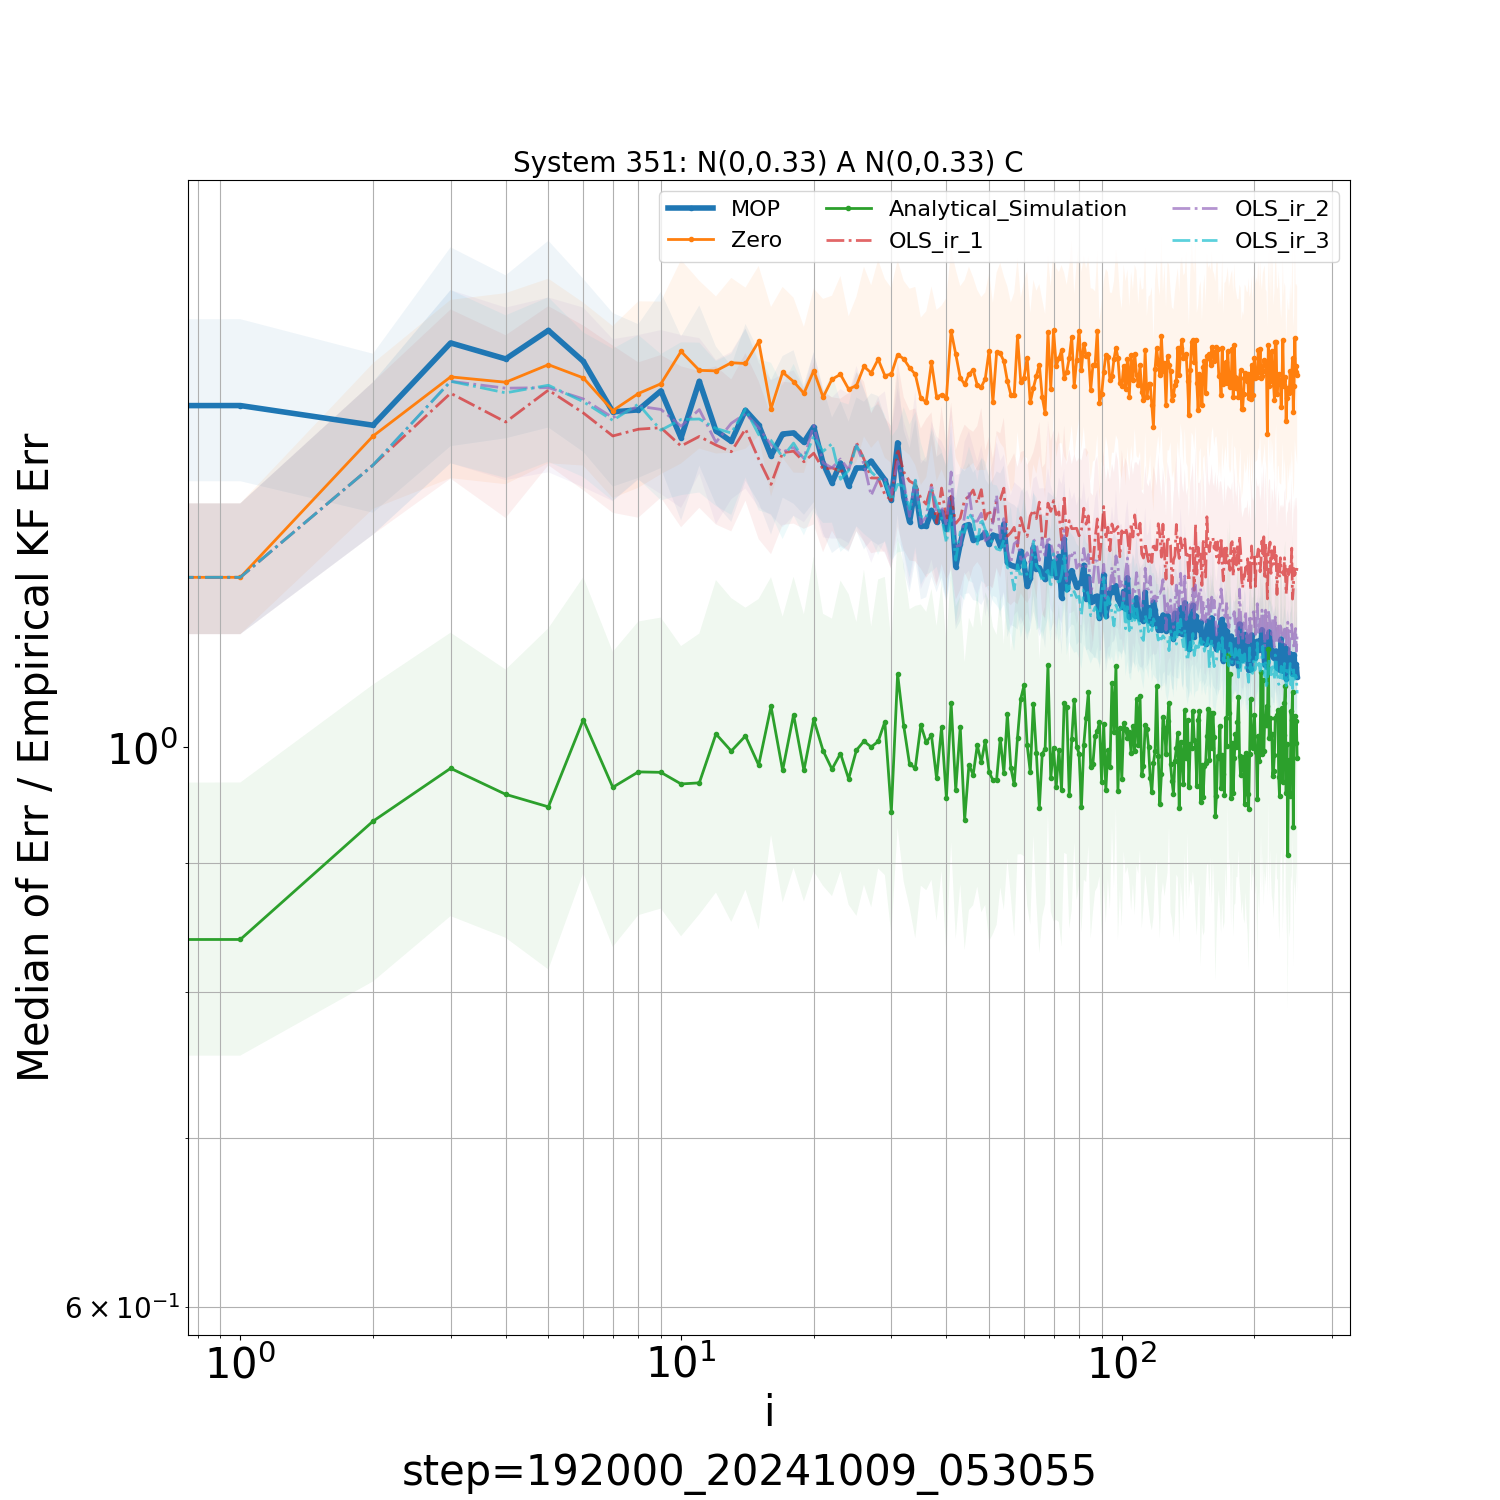 System 351: N(0,0.33) A N(0,0.33) C
MOP
Zero
Analytical_Simulation
OLS_ir_1
OLS_ir_2
OLS_ir_3
Median of Err / Empirical KF Err
10⁰
6 × 10⁻¹
10⁰
10¹
10²
i
step=192000_20241009_053055